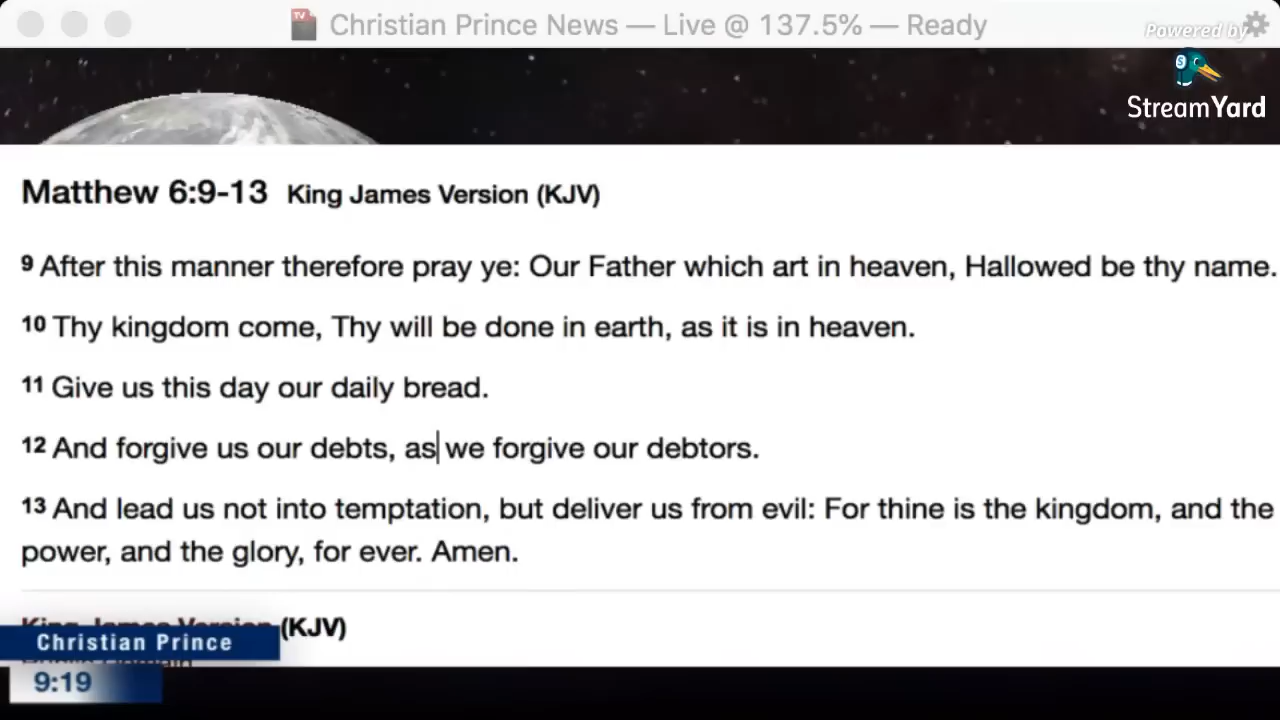 Christian Prince News — Live @ 137.5% — Ready
Powered by
StreamYard
Matthew 6:9-13 King James Version (KJV)
9 After this manner therefore pray ye: Our Father which art in heaven, Hallowed be thy name.
10 Thy kingdom come, Thy will be done in earth, as it is in heaven.
11 Give us this day our daily bread.
12 And forgive us our debts, as we forgive our debtors.
13 And lead us not into temptation, but deliver us from evil: For thine is the kingdom, and the
power, and the glory, for ever. Amen.
King James Version (KJV)
Christian Prince
9:19